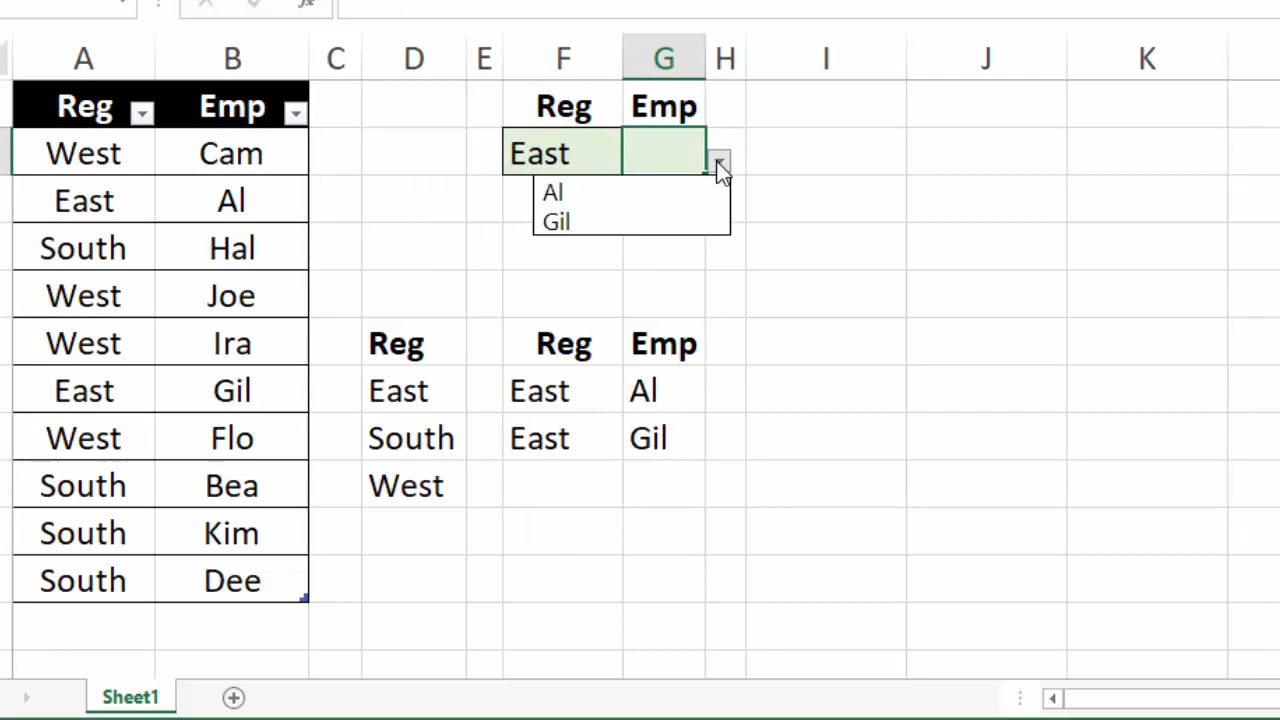 A B C D E F G H I J K
Reg Emp Reg Emp
West Cam East
East Al Al
Gil
South Hal
West Joe
West Ira Reg Reg Emp
East Gil East East Al
West Flo South East Gil
South Bea West
South Kim
South Dee
Sheet1